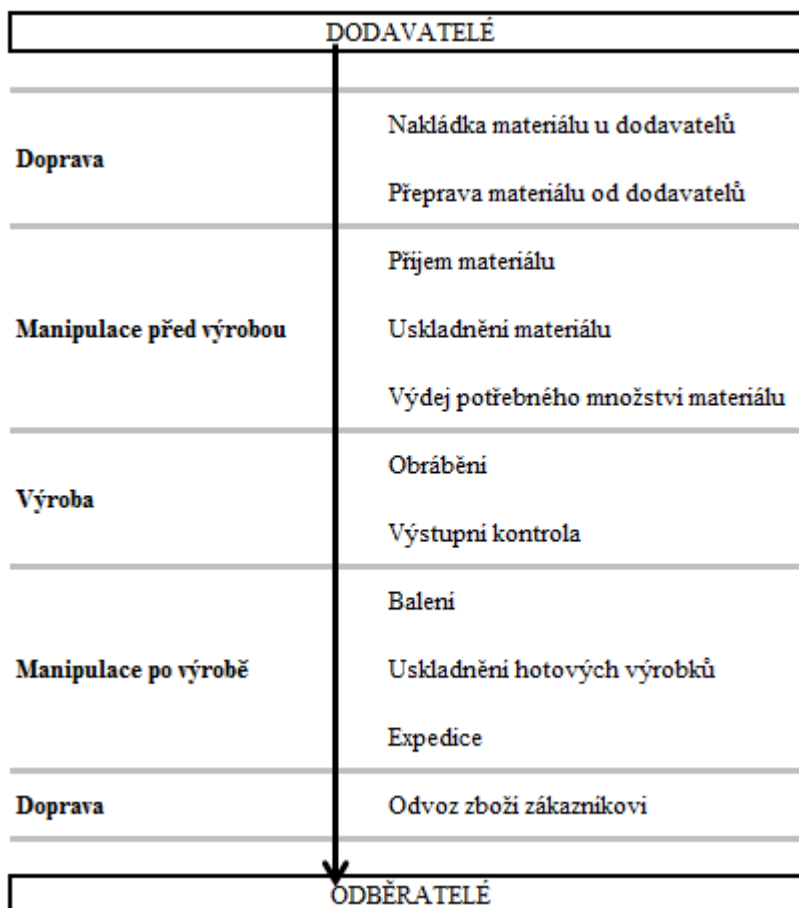 DODAVATELÉ
Nakládka materiálu u dodavatelů
Doprava
Přeprava materiálu od dodavatelů
Příjem materiálu
Manipulace před výrobou
Uskladnění materiálu
Výdej potřebného množství materiálu
Obrábění
Výroba
Výstupní kontrola
Balení
Manipulace po výrobě
Uskladnění hotových výrobků
Expedice
Doprava
Odvoz zboží zákazníkovi
ODBĚRATELÉ